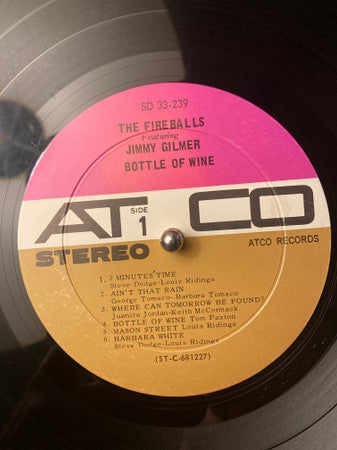 SD 33-239
THE FIREBALLS
Featuring
JIMMY GILMER
BOTTLE OF WINE
ATCO
SIDE
1
STEREO
ATCO RECORDS
1. 3 MINUTES' TIME
Steve Dodge-Louis Ridings
2. AIN'T THAT RAIN
George Tomsco-Barbara Tomsco
3. WHERE CAN TOMORROW BE FOUND?
Juanita Jordan-Keith McCormack
4. BOTTLE OF WINE Tom Paxton
5. MASON STREET Louis Ridings
6. BARBARA WHITE
Steve Dodge-Louis Ridings
(ST-C-681227)